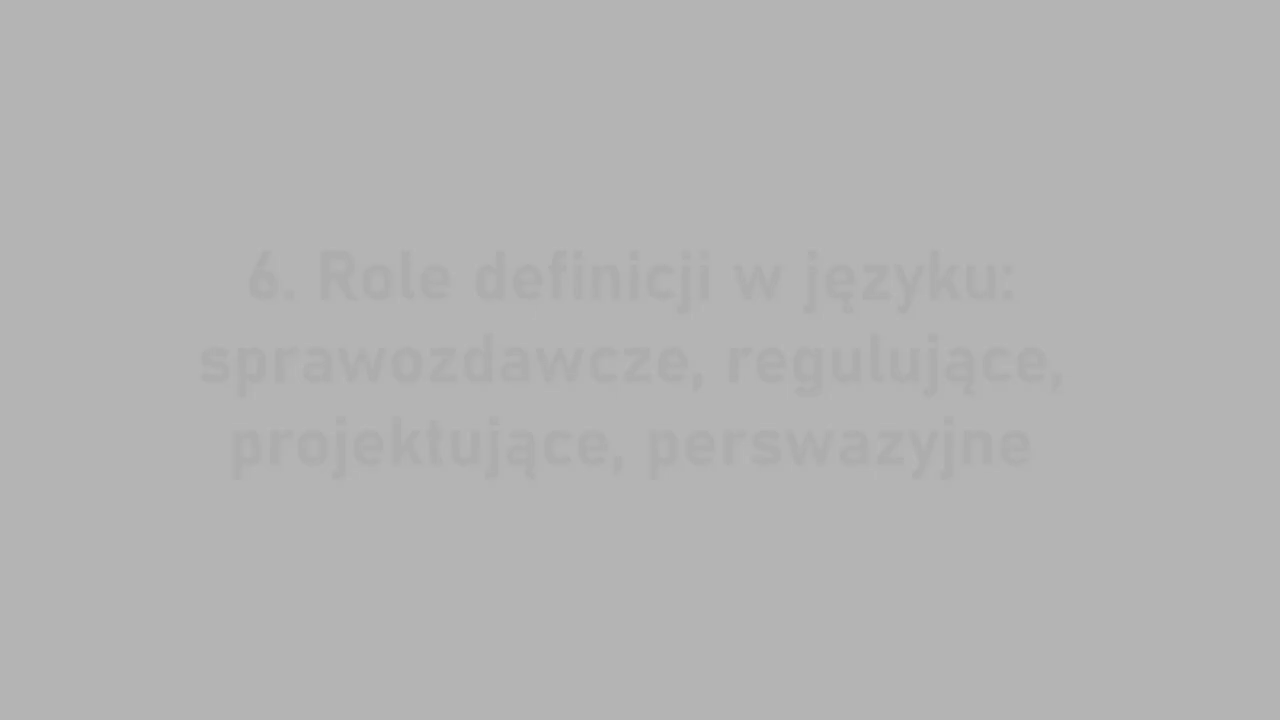 6. Role definicji w języku:
sprawozdawcze, regulujące,
projektujące, perswazyjne